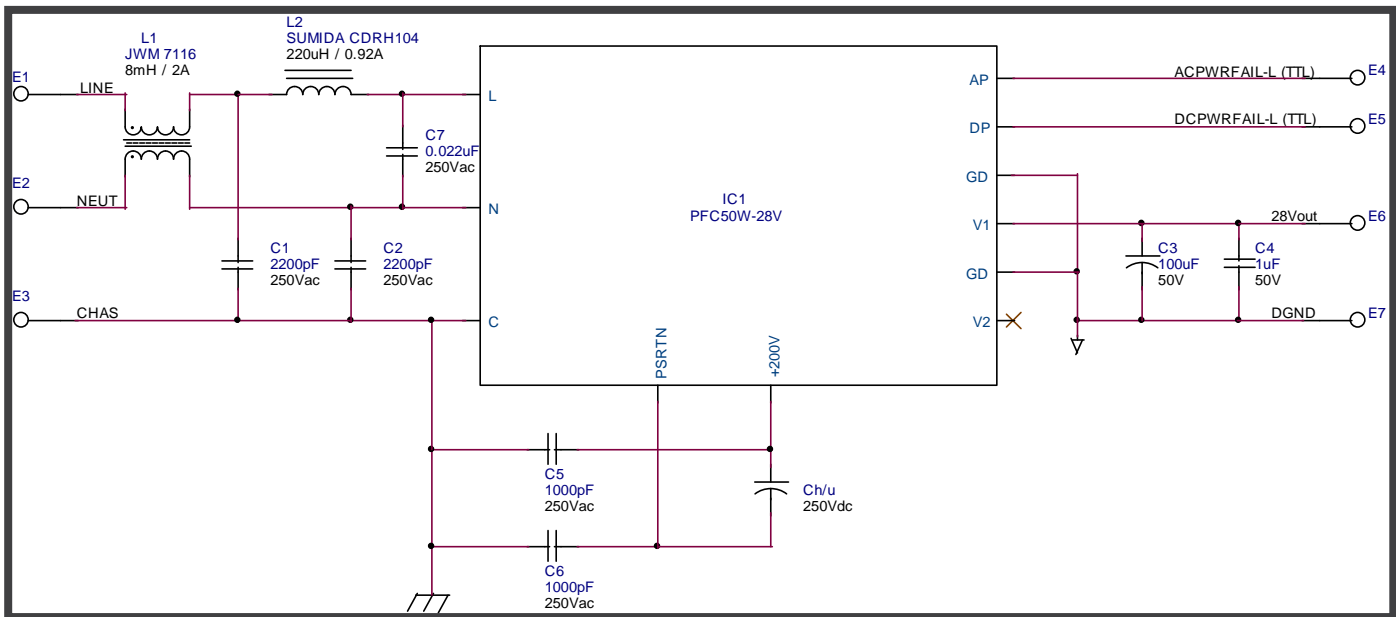 L1
JWM 7116
8mH / 2A
L2
SUMIDA CDRH104
220uH / 0.92A
E1
LINE
E2
NEUT
E3
CHAS
C7
0.022uF
250Vac
C1
2200pF
250Vac
C2
2200pF
250Vac
L
N
C
IC1
PFC50W-28V
PSRTN
+200V
AP
DP
GD
V1
GD
V2
ACPWRFAIL-L (TTL)
E4
DCPWRFAIL-L (TTL)
E5
28Vout
E6
C3
100uF
50V
C4
1uF
50V
DGND
E7
C5
1000pF
250Vac
Ch/u
250Vdc
C6
1000pF
250Vac